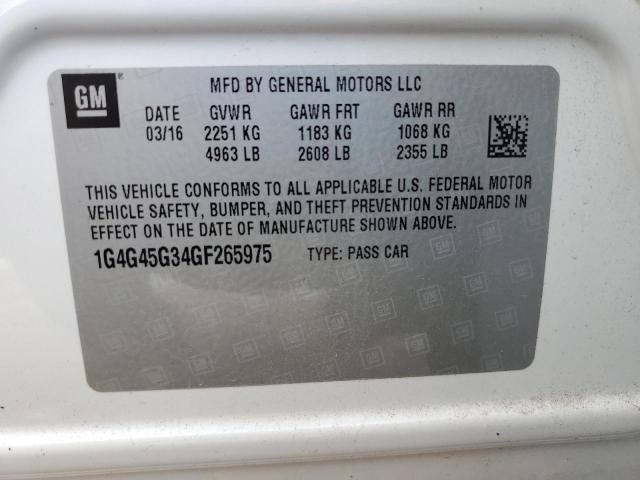 GM
MFD BY GENERAL MOTORS LLC
DATE GVWR GAWR FRT GAWR RR
03/16 2251 KG 1183 KG 1068 KG
4963 LB 2608 LB 2355 LB
THIS VEHICLE CONFORMS TO ALL APPLICABLE U.S. FEDERAL MOTOR
VEHICLE SAFETY, BUMPER, AND THEFT PREVENTION STANDARDS IN
EFFECT ON THE DATE OF MANUFACTURE SHOWN ABOVE.
1G4G45G34GF265975 TYPE: PASS CAR